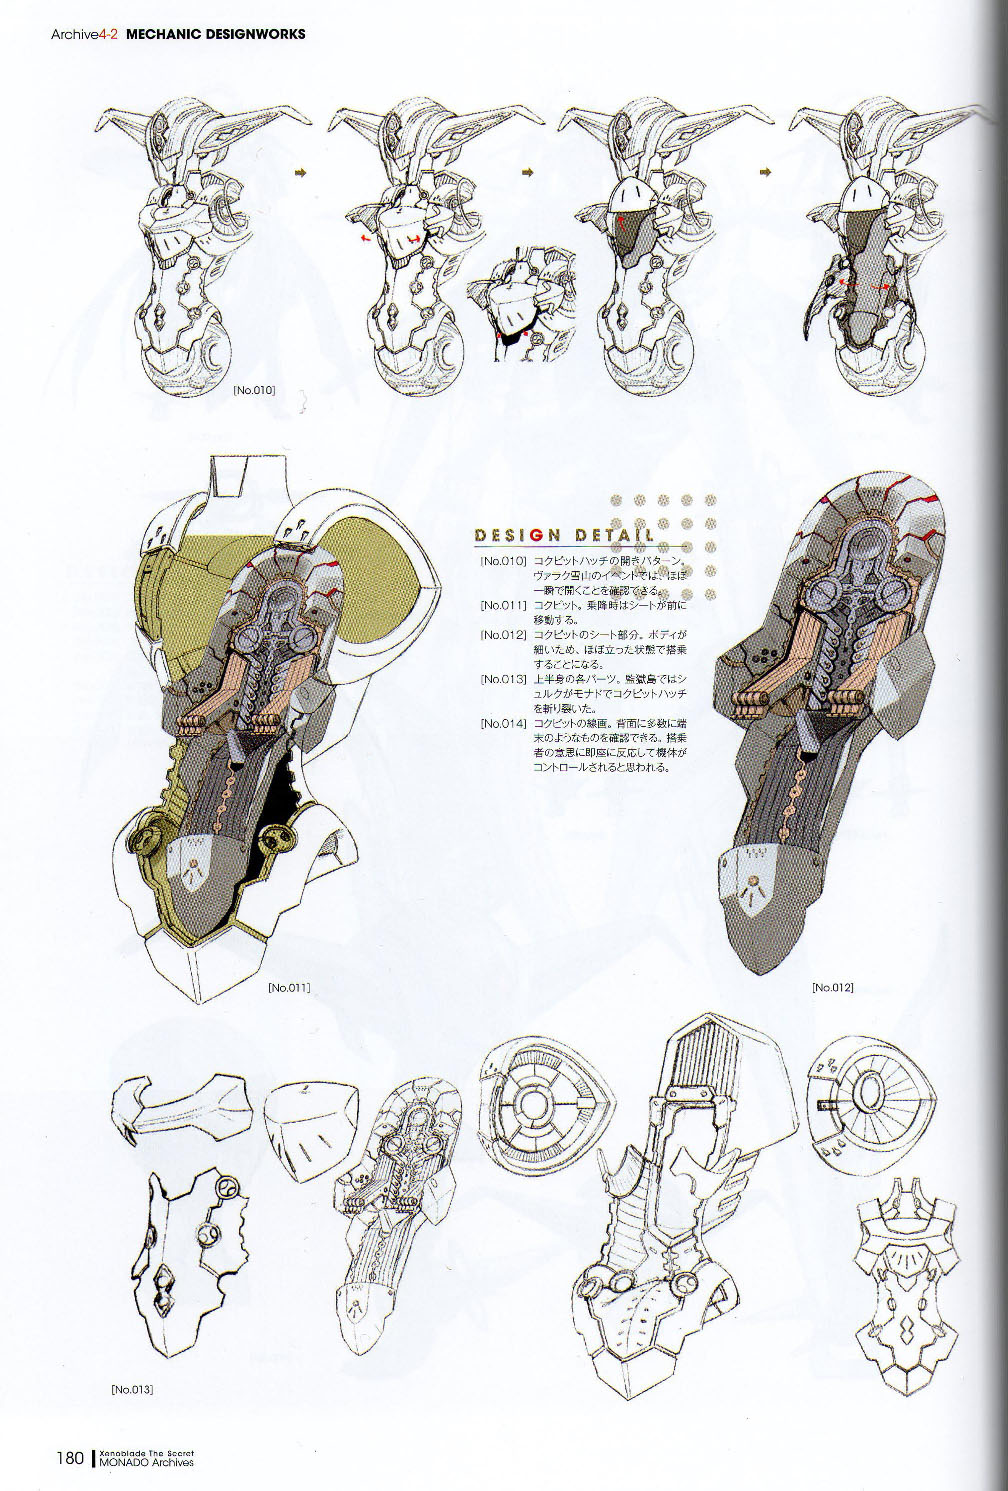 Archive4-2 MECHANIC DESIGNWORKS
[No.010]
DESIGN DETAIL
[No.010] コクピットハッチの開きパターン。
ヴァラク雪山のイベントでは、ほぼ
一瞬で開くことを確認できる。
[No.011] コクピット。乗降時はシートが前に
移動する。
[No.012] コクピットのシート部分。ボディが
細いため、ほぼ立った状態で搭乗
することになる。
[No.013] 上半身の各パーツ。監獄島ではシ
ュルクがモナドでコクピットハッチ
を斬り裂いた。
[No.014] コクピットの線画。背面に多数に端
末のようなものを確認できる。搭乗
者の意思に即座に反応して機体が
コントロールされると思われる。
[No.011]
[No.012]
[No.013]
180 Xenoblade The Secret
MONADO Archives